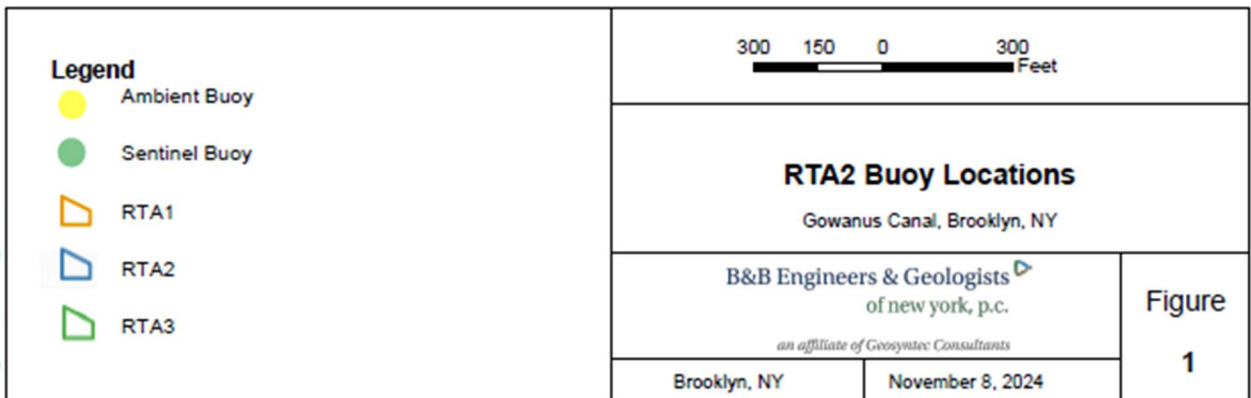 Legend
Ambient Buoy
Sentinel Buoy
RTA1
RTA2
RTA3
300 150 0 300
Feet
RTA2 Buoy Locations
Gowanus Canal, Brooklyn, NY
B&B Engineers & Geologists
of new york, p.c.
an affiliate of Geosyntec Consultants
Brooklyn, NY
November 8, 2024
Figure
1